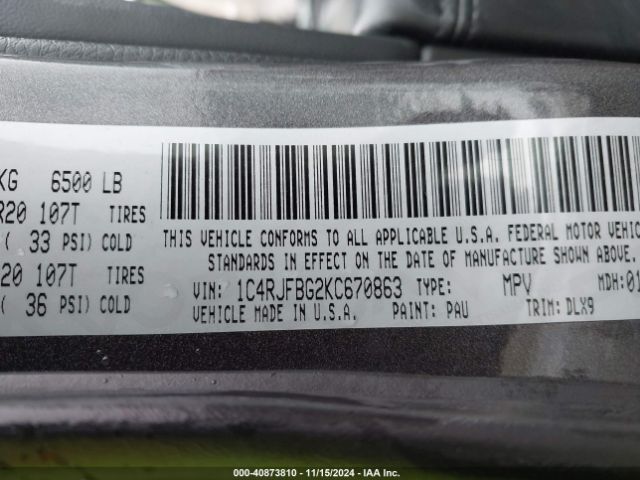 KG 6500 LB
R20 107T TIRES
( 33 PSI) COLD
20 107T TIRES
( 36 PSI) COLD
THIS VEHICLE CONFORMS TO ALL APPLICABLE U.S.A. FEDERAL MOTOR VEHIC
STANDARDS IN EFFECT ON THE DATE OF MANUFACTURE SHOWN ABOVE.
VIN: 1C4RJFBG2KC670863 TYPE: MPV MDH:01
VEHICLE MADE IN U.S.A. PAINT: PAU TRIM: DLX9
000-40873810 - 11/15/2024 - IAA Inc.